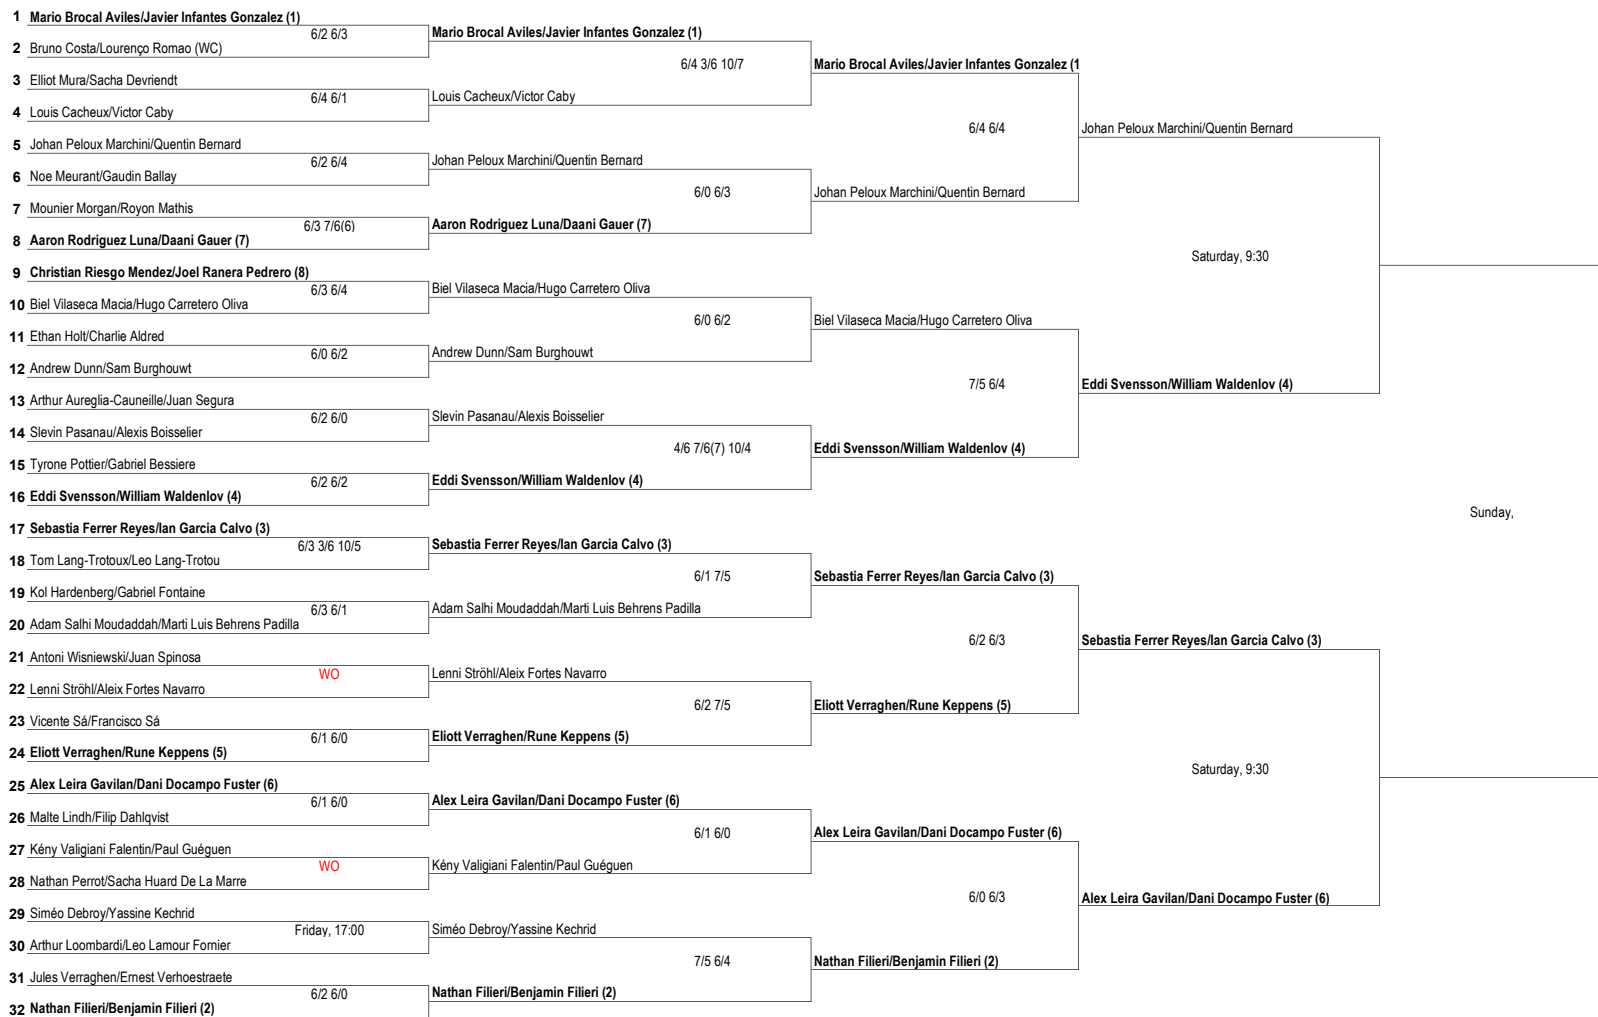 1 Mario Brocal Aviles/Javier Infantes Gonzalez (1)
6/2 6/3
Mario Brocal Aviles/Javier Infantes Gonzalez (1)
2 Bruno Costa/Lourenço Romao (WC)
6/4 3/6 10/7
Mario Brocal Aviles/Javier Infantes Gonzalez (1
3 Elliot Mura/Sacha Devriendt
6/4 6/1
Louis Cacheux/Victor Caby
4 Louis Cacheux/Victor Caby
6/4 6/4
Johan Peloux Marchini/Quentin Bernard
5 Johan Peloux Marchini/Quentin Bernard
6/2 6/4
Johan Peloux Marchini/Quentin Bernard
6 Noe Meurant/Gaudin Ballay
6/0 6/3
Johan Peloux Marchini/Quentin Bernard
7 Mounier Morgan/Royon Mathis
6/3 7/6(6)
Aaron Rodriguez Luna/Daani Gauer (7)
8 Aaron Rodriguez Luna/Daani Gauer (7)
Saturday, 9:30
9 Christian Riesgo Mendez/Joel Ranera Pedrero (8)
6/3 6/4
Biel Vilaseca Macia/Hugo Carretero Oliva
10 Biel Vilaseca Macia/Hugo Carretero Oliva
6/0 6/2
Biel Vilaseca Macia/Hugo Carretero Oliva
11 Ethan Holt/Charlie Aldred
6/0 6/2
Andrew Dunn/Sam Burghouwt
12 Andrew Dunn/Sam Burghouwt
7/5 6/4
Eddi Svensson/William Waldenlov (4)
13 Arthur Aureglia-Cauneille/Juan Segura
6/2 6/0
Slevin Pasanau/Alexis Boisselier
14 Slevin Pasanau/Alexis Boisselier
4/6 7/6(7) 10/4
Eddi Svensson/William Waldenlov (4)
15 Tyrone Pottier/Gabriel Bessiere
6/2 6/2
Eddi Svensson/William Waldenlov (4)
16 Eddi Svensson/William Waldenlov (4)
Sunday,
17 Sebastia Ferrer Reyes/Ian Garcia Calvo (3)
6/3 3/6 10/5
Sebastia Ferrer Reyes/Ian Garcia Calvo (3)
18 Tom Lang-Trotoux/Leo Lang-Trotou
6/1 7/5
Sebastia Ferrer Reyes/Ian Garcia Calvo (3)
19 Kol Hardenberg/Gabriel Fontaine
6/3 6/1
Adam Salhi Moudaddah/Marti Luis Behrens Padilla
20 Adam Salhi Moudaddah/Marti Luis Behrens Padilla
6/2 6/3
Sebastia Ferrer Reyes/Ian Garcia Calvo (3)
21 Antoni Wisniewski/Juan Spinosa
WO
Lenni Ströhl/Aleix Fortes Navarro
22 Lenni Ströhl/Aleix Fortes Navarro
6/2 7/5
Eliott Verraghen/Rune Keppens (5)
23 Vicente Sá/Francisco Sá
6/1 6/0
Eliott Verraghen/Rune Keppens (5)
24 Eliott Verraghen/Rune Keppens (5)
Saturday, 9:30
25 Alex Leira Gavilan/Dani Docampo Fuster (6)
6/1 6/0
Alex Leira Gavilan/Dani Docampo Fuster (6)
26 Malte Lindh/Filip Dahlqvist
6/1 6/0
Alex Leira Gavilan/Dani Docampo Fuster (6)
27 Kény Valigiani Falentin/Paul Guéguen
WO
Kény Valigiani Falentin/Paul Guéguen
28 Nathan Perrot/Sacha Huard De La Marre
6/0 6/3
Alex Leira Gavilan/Dani Docampo Fuster (6)
29 Siméo Debroy/Yassine Kechrid
Friday, 17:00
Siméo Debroy/Yassine Kechrid
30 Arthur Loombardi/Leo Lamour Fornier
7/5 6/4
Nathan Filieri/Benjamin Filieri (2)
31 Jules Verraghen/Ernest Verhoestraete
6/2 6/0
Nathan Filieri/Benjamin Filieri (2)
32 Nathan Filieri/Benjamin Filieri (2)